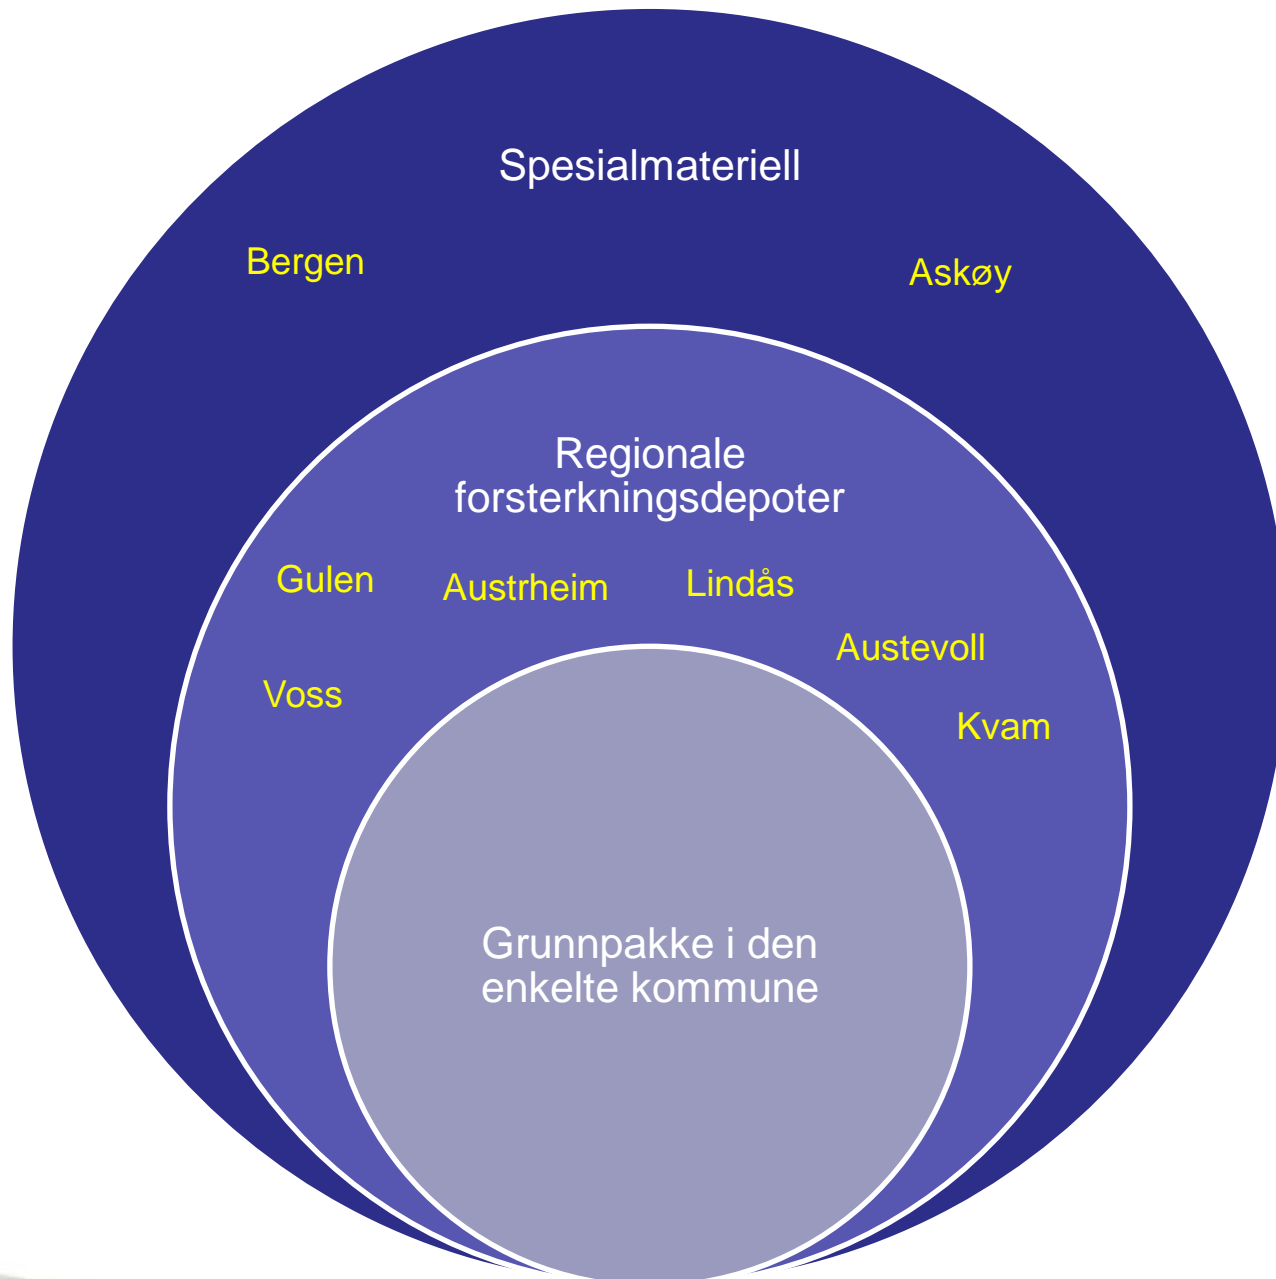 Spesialmateriell
Bergen
Askøy
Regionale
forsterkningsdepoter
Gulen
Austrheim
Lindås
Austevoll
Voss
Kvam
Grunnpakke i den
enkelte kommune